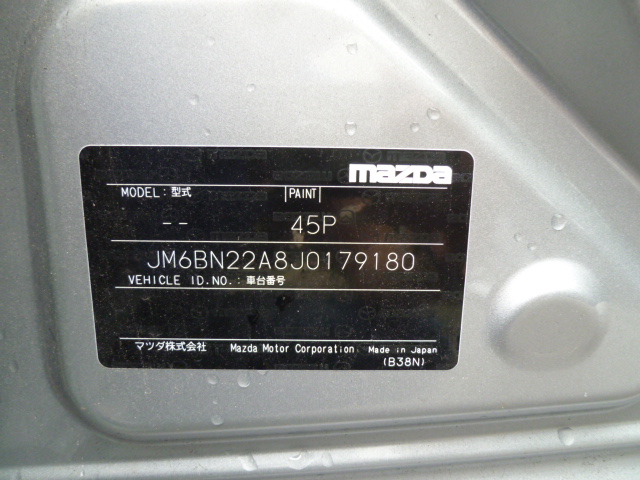 mazda
MODEL: 型式 PAINT
-- 45P
JM6BN22A8J0179180
VEHICLE ID.NO.: 車台番号
マツダ株式会社 Mazda Motor Corporation Made in Japan
(B38N)